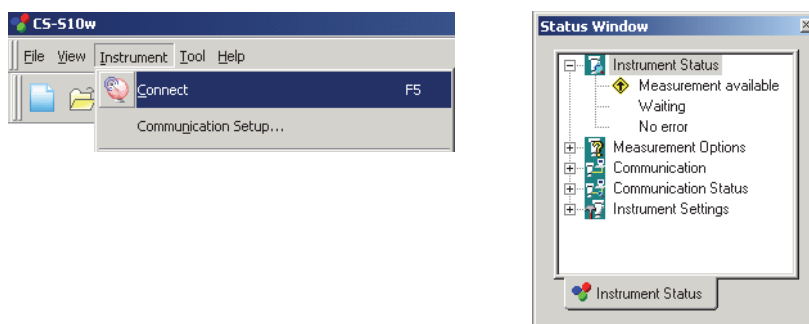 CS-S10w
File View Instrument Tool Help
Connect F5
Communication Setup...
Status Window
Instrument Status
Measurement available
Waiting
No error
Measurement Options
Communication
Communication Status
Instrument Settings
Instrument Status